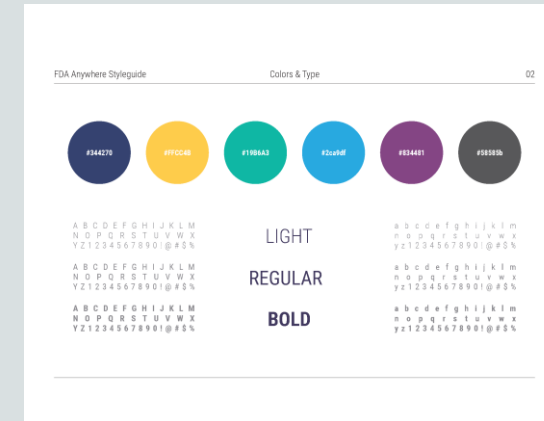 FDA Anywhere Styleguide Colors & Type 02
#344270 #FFCC4B #19B6A3 #2ca9df #834481 #58585b
A B C D E F G H I J K L M
N O P Q R S T U V W X
Y Z 1 2 3 4 5 6 7 8 9 0 ! @ # $ %
LIGHT
a b c d e f g h i j k l m
n o p q r s t u v w x
y z 1 2 3 4 5 6 7 8 9 0 ! @ # $ %
A B C D E F G H I J K L M
N O P Q R S T U V W X
Y Z 1 2 3 4 5 6 7 8 9 0 ! @ # $ %
REGULAR
a b c d e f g h i j k l m
n o p q r s t u v w x
y z 1 2 3 4 5 6 7 8 9 0 ! @ # $ %
A B C D E F G H I J K L M
N O P Q R S T U V W X
Y Z 1 2 3 4 5 6 7 8 9 0 ! @ # $ %
BOLD
a b c d e f g h i j k l m
n o p q r s t u v w x
y z 1 2 3 4 5 6 7 8 9 0 ! @ # $ %